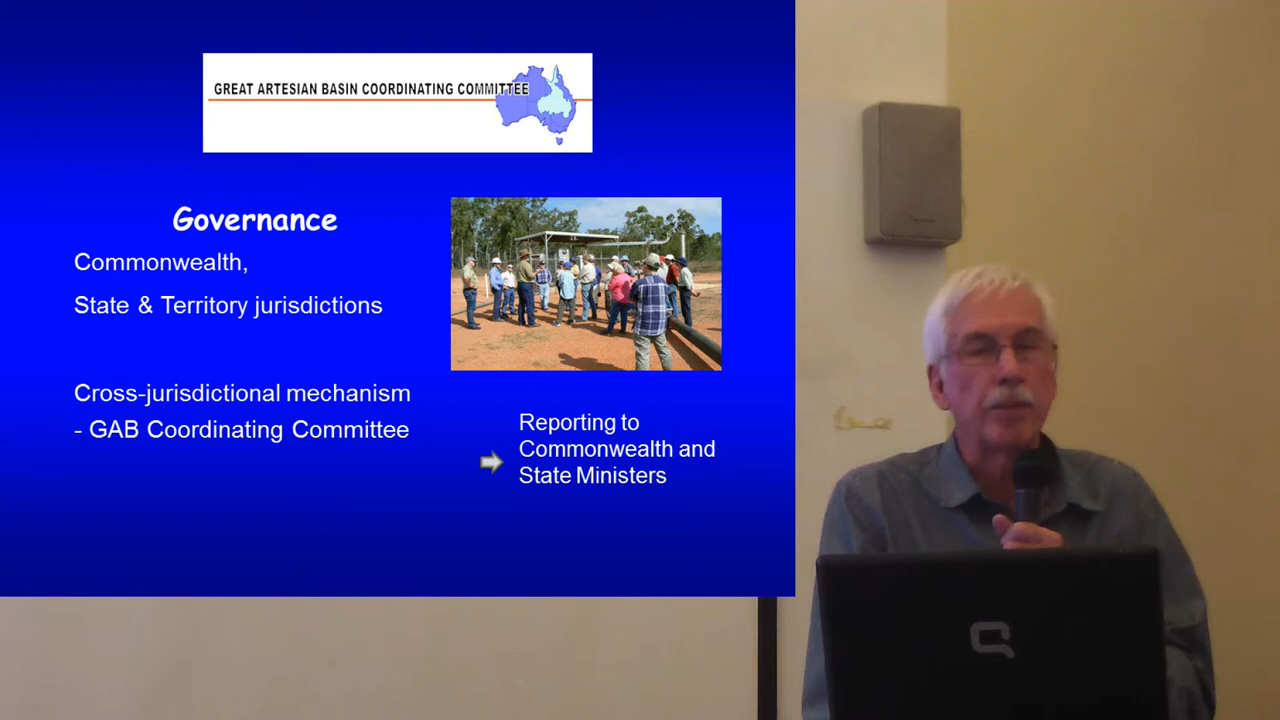 GREAT ARTESIAN BASIN COORDINATING COMMITTEE
Governance
Commonwealth,
State & Territory jurisdictions
Cross-jurisdictional mechanism
- GAB Coordinating Committee
Reporting to
Commonwealth and
State Ministers